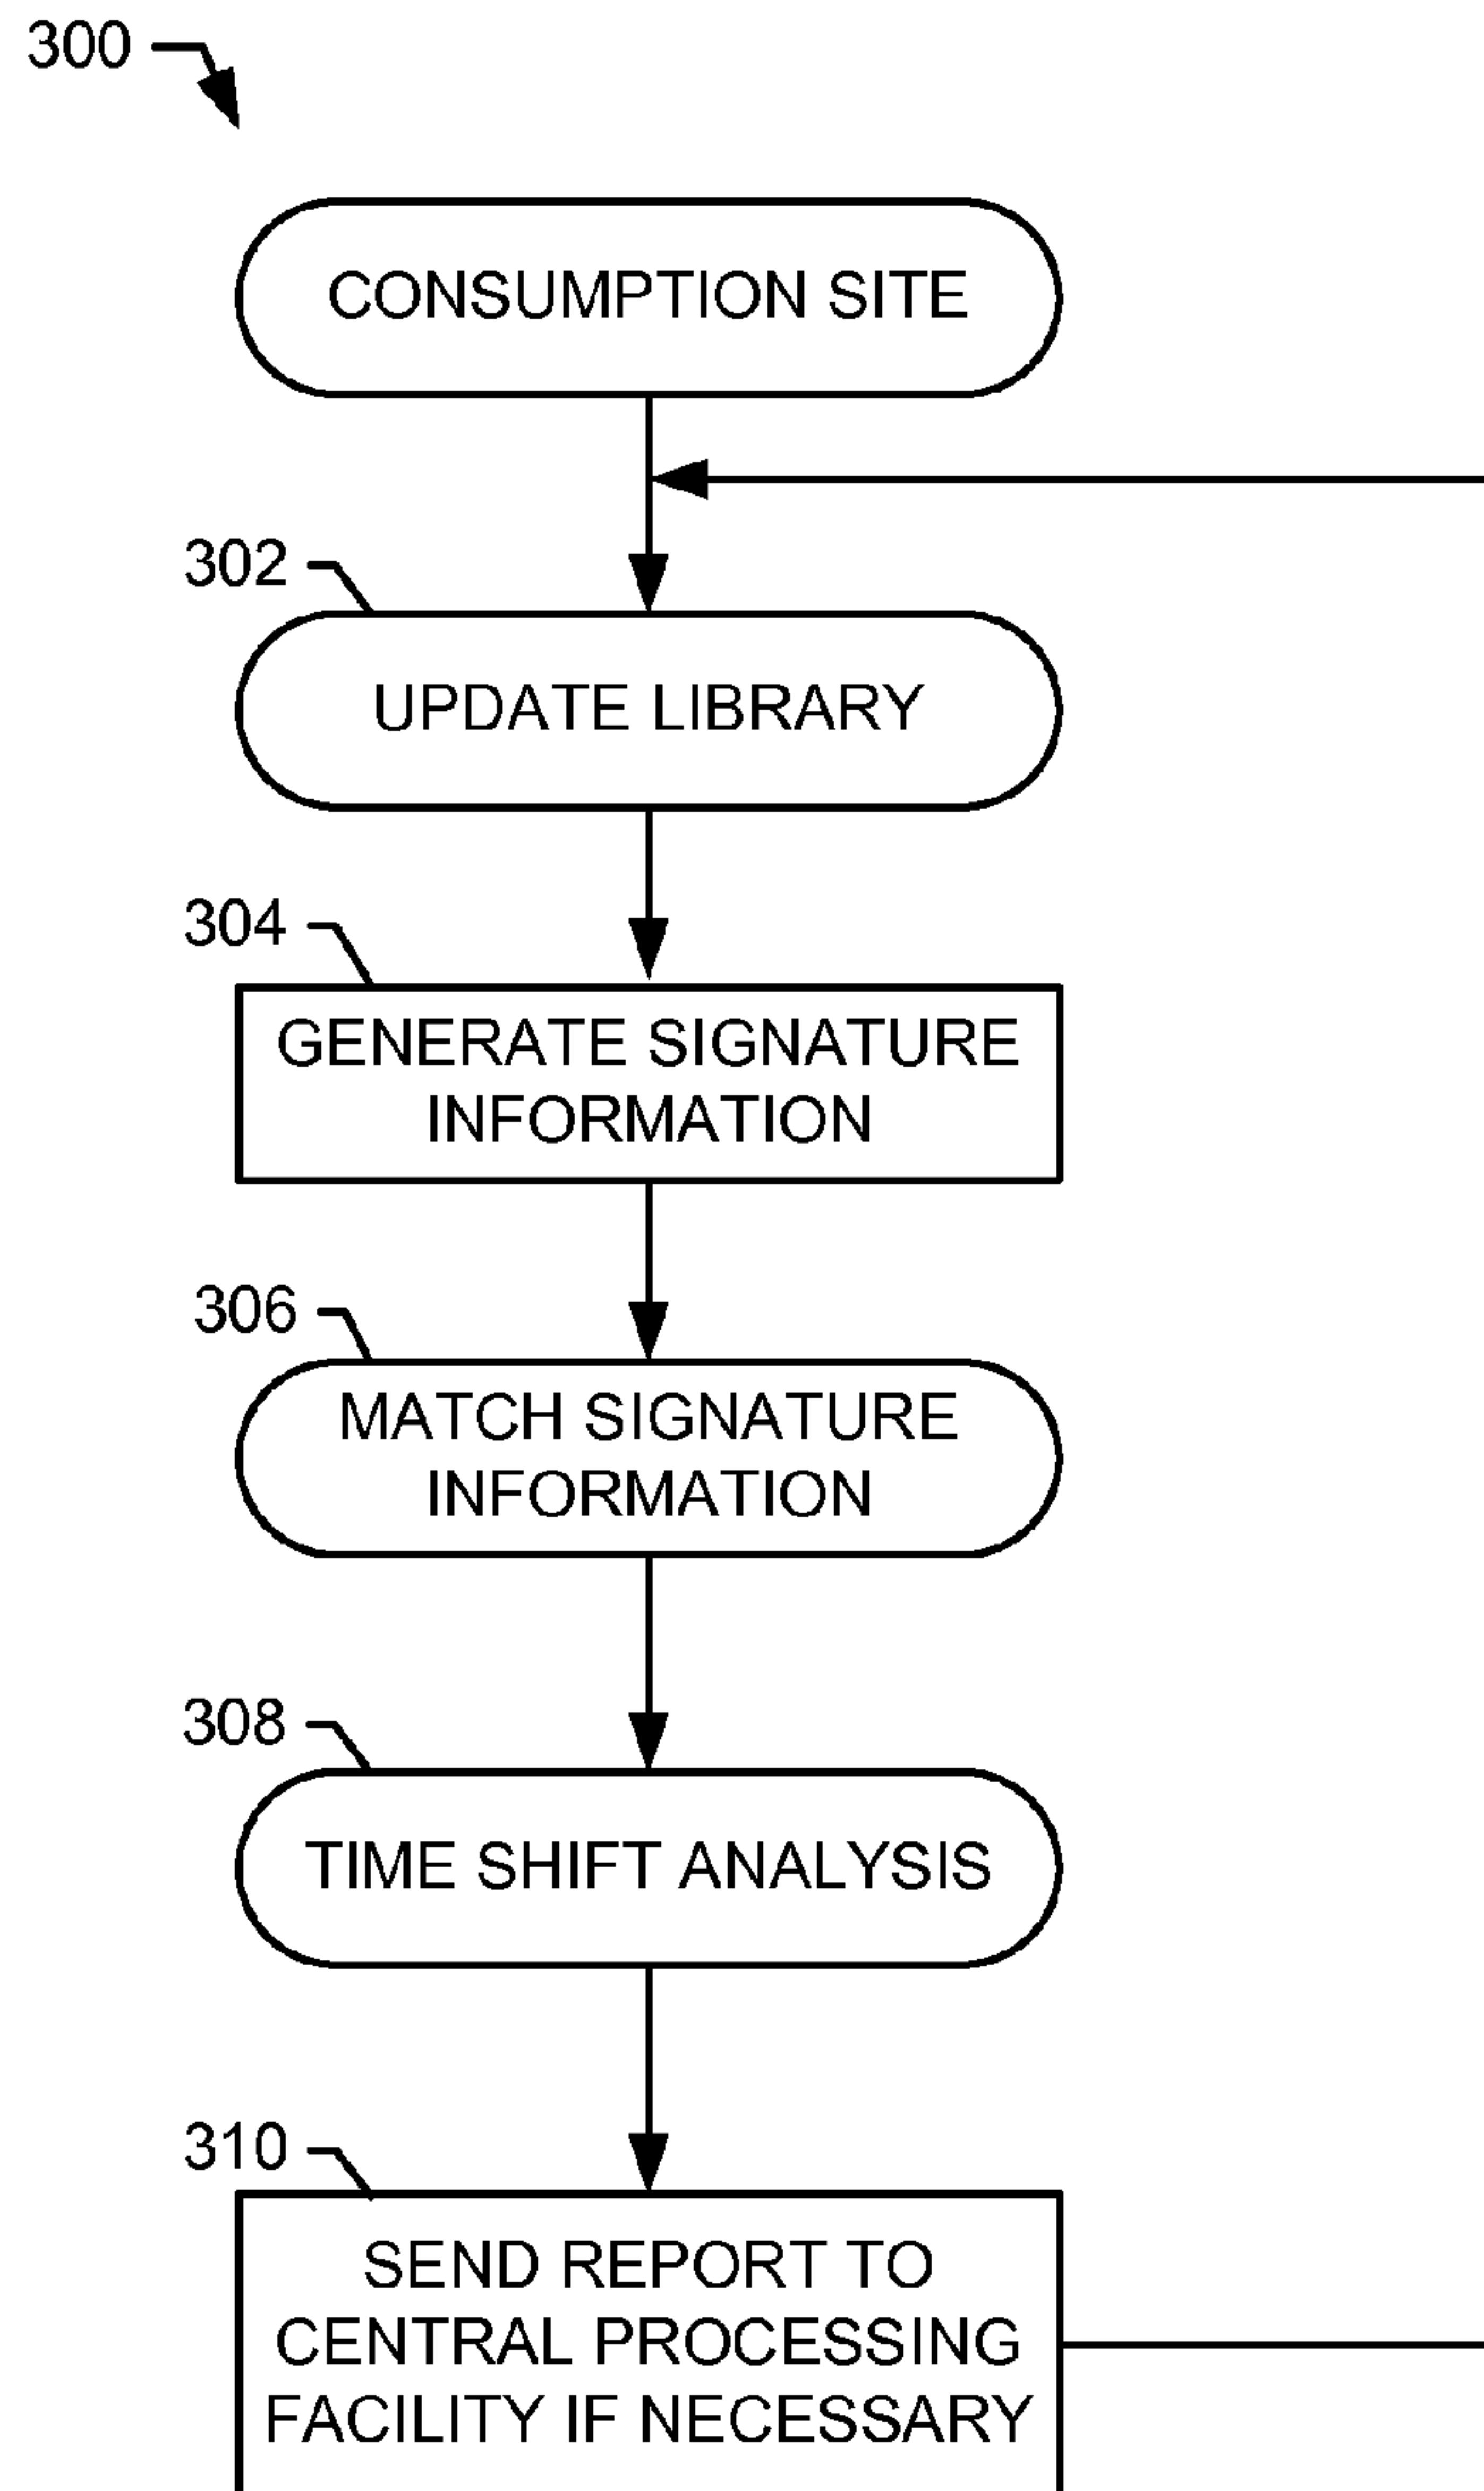 300
CONSUMPTION SITE
302
UPDATE LIBRARY
304
GENERATE SIGNATURE
INFORMATION
306
MATCH SIGNATURE
INFORMATION
308
TIME SHIFT ANALYSIS
310
SEND REPORT TO
CENTRAL PROCESSING
FACILITY IF NECESSARY